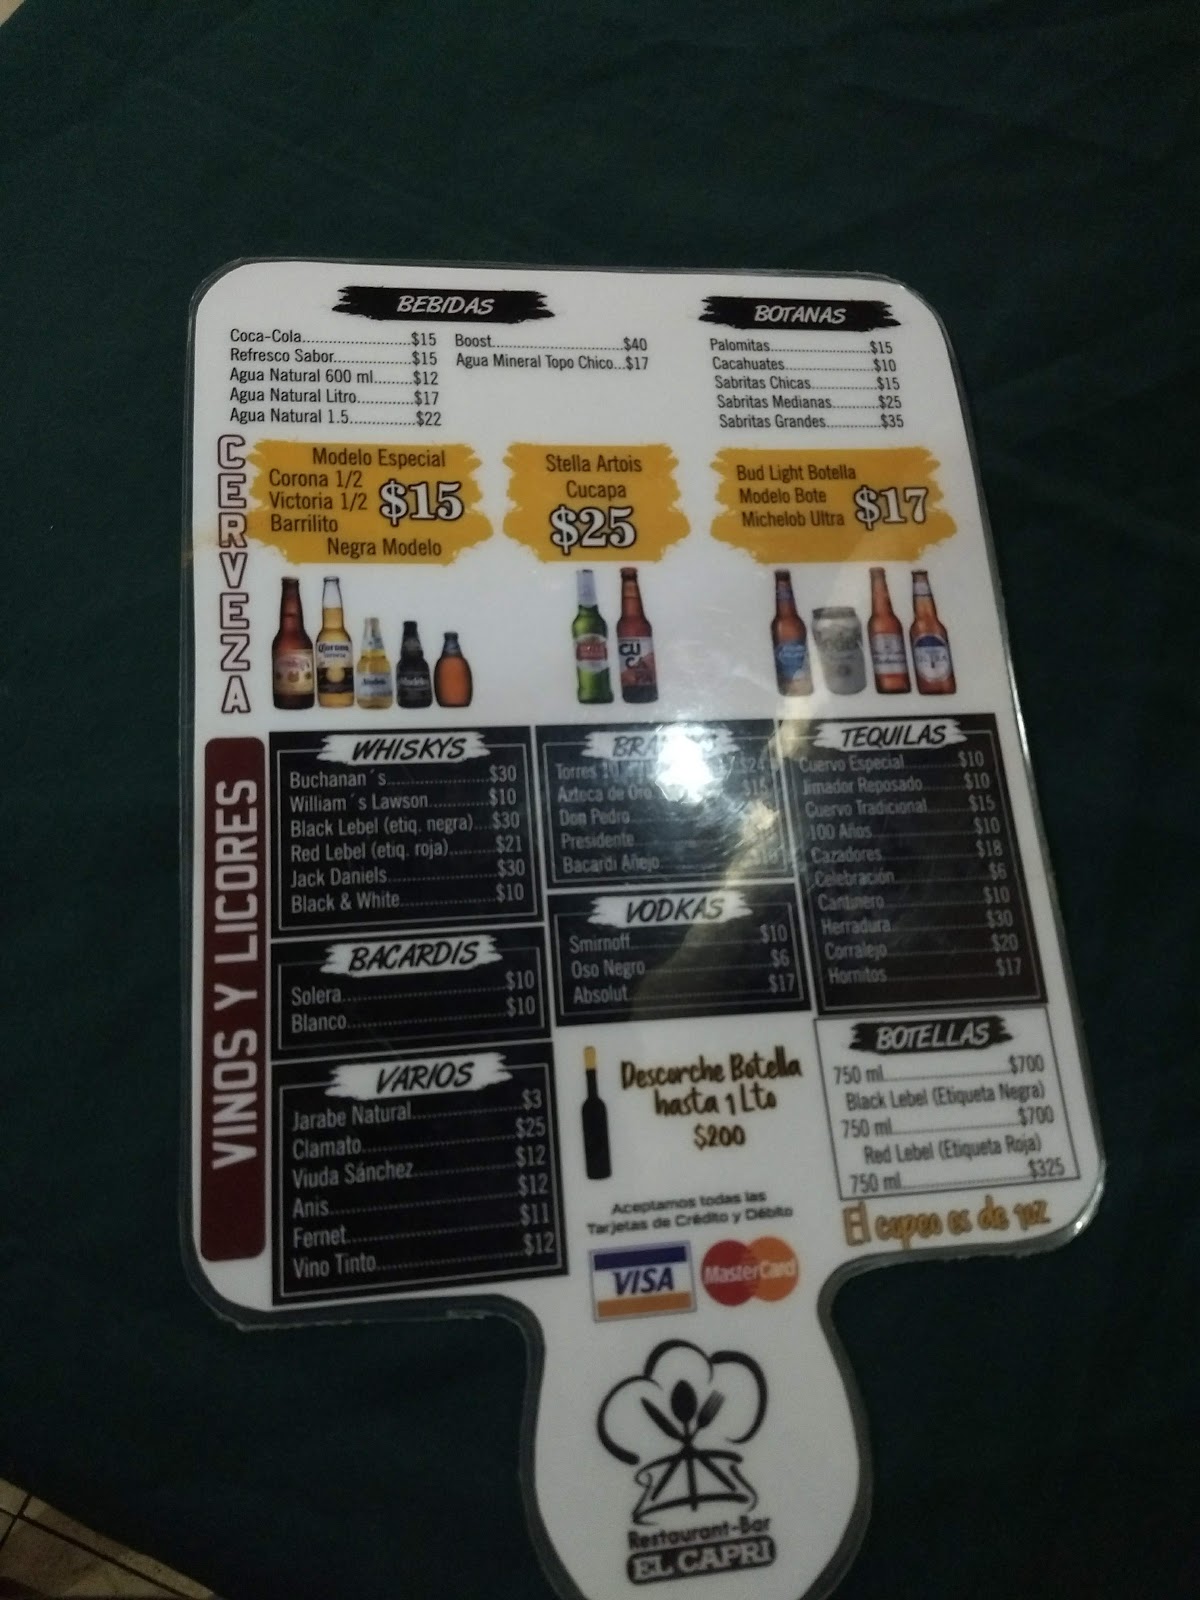 BEBIDAS
Coca-Cola..........$15
Refresco Sabor..........$15
Agua Natural 600 ml..........$12
Agua Natural Litro..........$17
Agua Natural 1.5..........$22
Boost..........$40
Agua Mineral Topo Chico...$17
BOTANAS
Palomitas..........$15
Cacahuates..........$10
Sabritas Chicas..........$15
Sabritas Medianas..........$25
Sabritas Grandes..........$35
CERVEZA
Modelo Especial
Corona 1/2
Victoria 1/2
Barrilito
Negra Modelo
$15
Stella Artois
Cucapa
$25
Bud Light Botella
Modelo Bote
Michelob Ultra
$17
VINOS Y LICORES
WHISKYS
Buchanan´s..........$30
William´s Lawson..........$10
Black Lebel (etiq. negra)...$30
Red Lebel (etiq. roja)..........$21
Jack Daniels..........$30
Black & White..........$10
BACARDIS
Solera..........$10
Blanco..........$10
VARIOS
Jarabe Natural..........$3
Clamato..........$25
Viuda Sánchez..........$12
Anis..........$12
Fernet..........$11
Vino Tinto..........$12
Torres 10
Azteca de Oro..........$15
Don Pedro
Presidente
Bacardi Añejo
VODKAS
Smirnoff..........$10
Oso Negro..........$6
Absolut..........$17
TEQUILAS
Cuervo Especial..........$10
Jimador Reposado..........$10
Cuervo Tradicional..........$15
100 Años..........$10
Cazadores..........$18
Celebración..........$6
Cantinero..........$10
Herradura..........$30
Corralejo..........$20
Hornitos..........$17
Descorche Botella
hasta 1 Lto
$200
BOTELLAS
750 ml..........$700
Black Lebel (Etiqueta Negra)
750 ml..........$700
Red Lebel (Etiqueta Roja)
750 ml..........$325
El cupeo es de
Aceptamos todas las
Tarjetas de Crédito y Débito
VISA
MasterCard
Restaurant-Bar
EL CAPRI